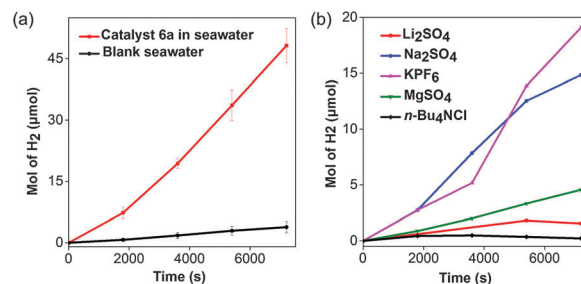 (a)
Catalyst 6a in seawater
Blank seawater
Mol of H2 (μmol)
45
30
15
0
0 2000 4000 6000
Time (s)
(b)
Li2SO4
Na2SO4
KPF6
MgSO4
n-Bu4NCl
Mol of H2 (μmol)
20
15
10
5
0
0 2000 4000 6000
Time (s)